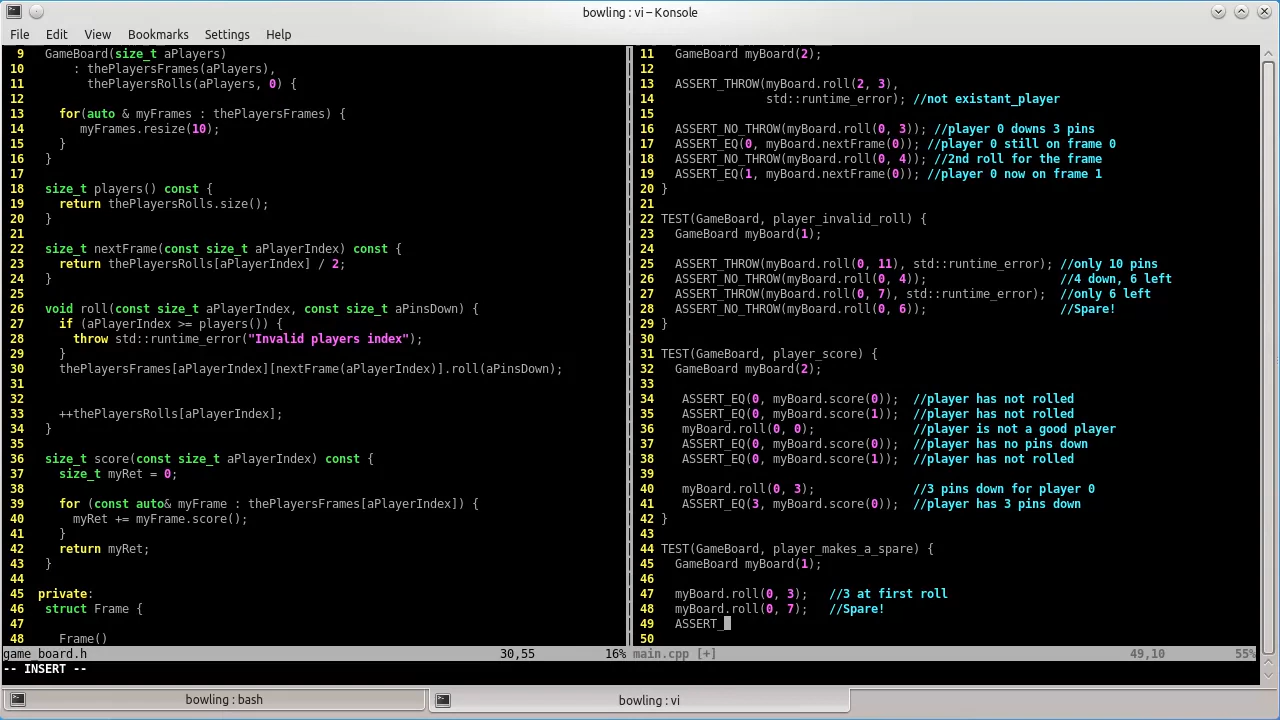 bowling : vi – Konsole
File Edit View Bookmarks Settings Help
9 GameBoard(size_t aPlayers)
10 : thePlayersFrames(aPlayers),
11 thePlayersRolls(aPlayers, 0) {
12
13 for(auto & myFrames : thePlayersFrames) {
14 myFrames.resize(10);
15 }
16 }
17
18 size_t players() const {
19 return thePlayersRolls.size();
20 }
21
22 size_t nextFrame(const size_t aPlayerIndex) const {
23 return thePlayersRolls[aPlayerIndex] / 2;
24 }
25
26 void roll(const size_t aPlayerIndex, const size_t aPinsDown) {
27 if (aPlayerIndex >= players()) {
28 throw std::runtime_error("Invalid players index");
29 }
30 thePlayersFrames[aPlayerIndex][nextFrame(aPlayerIndex)].roll(aPinsDown);
31
32
33 ++thePlayersRolls[aPlayerIndex];
34 }
35
36 size_t score(const size_t aPlayerIndex) const {
37 size_t myRet = 0;
38
39 for (const auto& myFrame : thePlayersFrames[aPlayerIndex]) {
40 myRet += myFrame.score();
41 }
42 return myRet;
43 }
44
45 private:
46 struct Frame {
47
48 Frame()
game_board.h 30,55 16%
11 GameBoard myBoard(2);
12
13 ASSERT_THROW(myBoard.roll(2, 3),
14 std::runtime_error); //not existant_player
15
16 ASSERT_NO_THROW(myBoard.roll(0, 3)); //player 0 downs 3 pins
17 ASSERT_EQ(0, myBoard.nextFrame(0)); //player 0 still on frame 0
18 ASSERT_NO_THROW(myBoard.roll(0, 4)); //2nd roll for the frame
19 ASSERT_EQ(1, myBoard.nextFrame(0)); //player 0 now on frame 1
20 }
21
22 TEST(GameBoard, player_invalid_roll) {
23 GameBoard myBoard(1);
24
25 ASSERT_THROW(myBoard.roll(0, 11), std::runtime_error); //only 10 pins
26 ASSERT_NO_THROW(myBoard.roll(0, 4)); //4 down, 6 left
27 ASSERT_THROW(myBoard.roll(0, 7), std::runtime_error); //only 6 left
28 ASSERT_NO_THROW(myBoard.roll(0, 6)); //Spare!
29 }
30
31 TEST(GameBoard, player_score) {
32 GameBoard myBoard(2);
33
34 ASSERT_EQ(0, myBoard.score(0)); //player has not rolled
35 ASSERT_EQ(0, myBoard.score(1)); //player has not rolled
36 myBoard.roll(0, 0); //player is not a good player
37 ASSERT_EQ(0, myBoard.score(0)); //player has no pins down
38 ASSERT_EQ(0, myBoard.score(1)); //player has not rolled
39
40 myBoard.roll(0, 3); //3 pins down for player 0
41 ASSERT_EQ(3, myBoard.score(0)); //player has 3 pins down
42 }
43
44 TEST(GameBoard, player_makes_a_spare) {
45 GameBoard myBoard(1);
46
47 myBoard.roll(0, 3); //3 at first roll
48 myBoard.roll(0, 7); //Spare!
49 ASSERT_
50
main.cpp [+] 49,10 55%
-- INSERT --
bowling : bash
bowling : vi